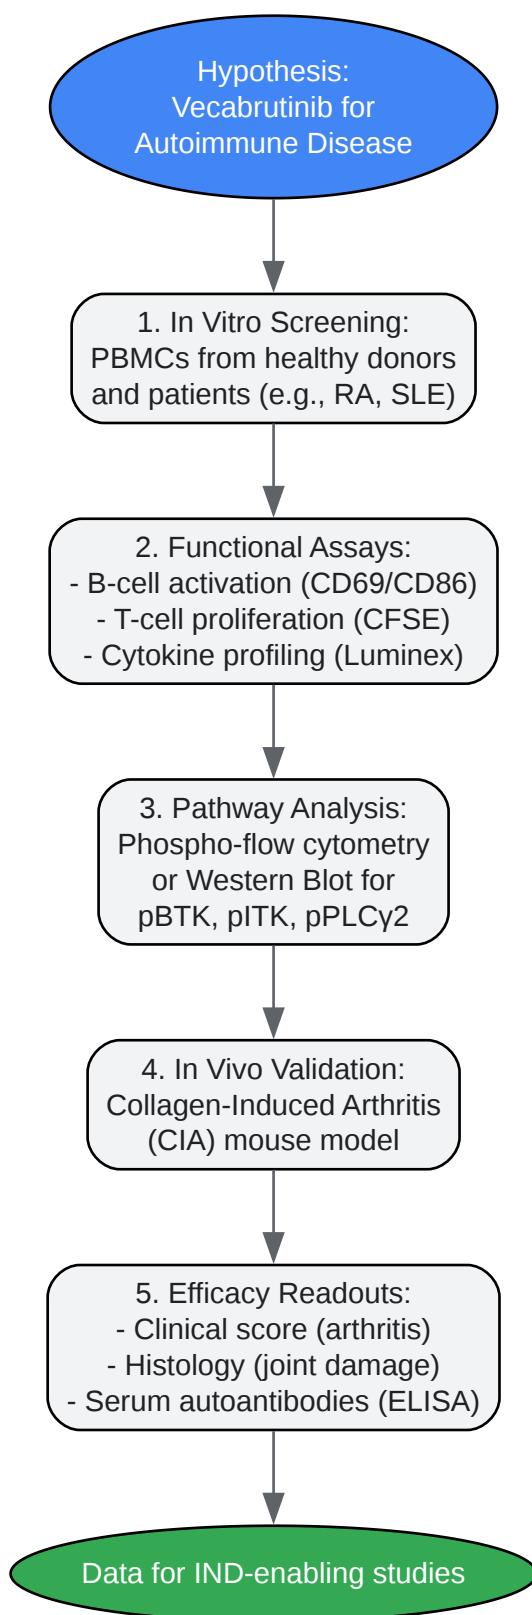 Hypothesis:
Vecabrutinib for
Autoimmune Disease
1. In Vitro Screening:
PBMCs from healthy donors
and patients (e.g., RA, SLE)
2. Functional Assays:
- B-cell activation (CD69/CD86)
- T-cell proliferation (CFSE)
- Cytokine profiling (Luminex)
3. Pathway Analysis:
Phospho-flow cytometry
or Western Blot for
pBTK, pITK, pPLCγ2
4. In Vivo Validation:
Collagen-Induced Arthritis
(CIA) mouse model
5. Efficacy Readouts:
- Clinical score (arthritis)
- Histology (joint damage)
- Serum autoantibodies (ELISA)
Data for IND-enabling studies